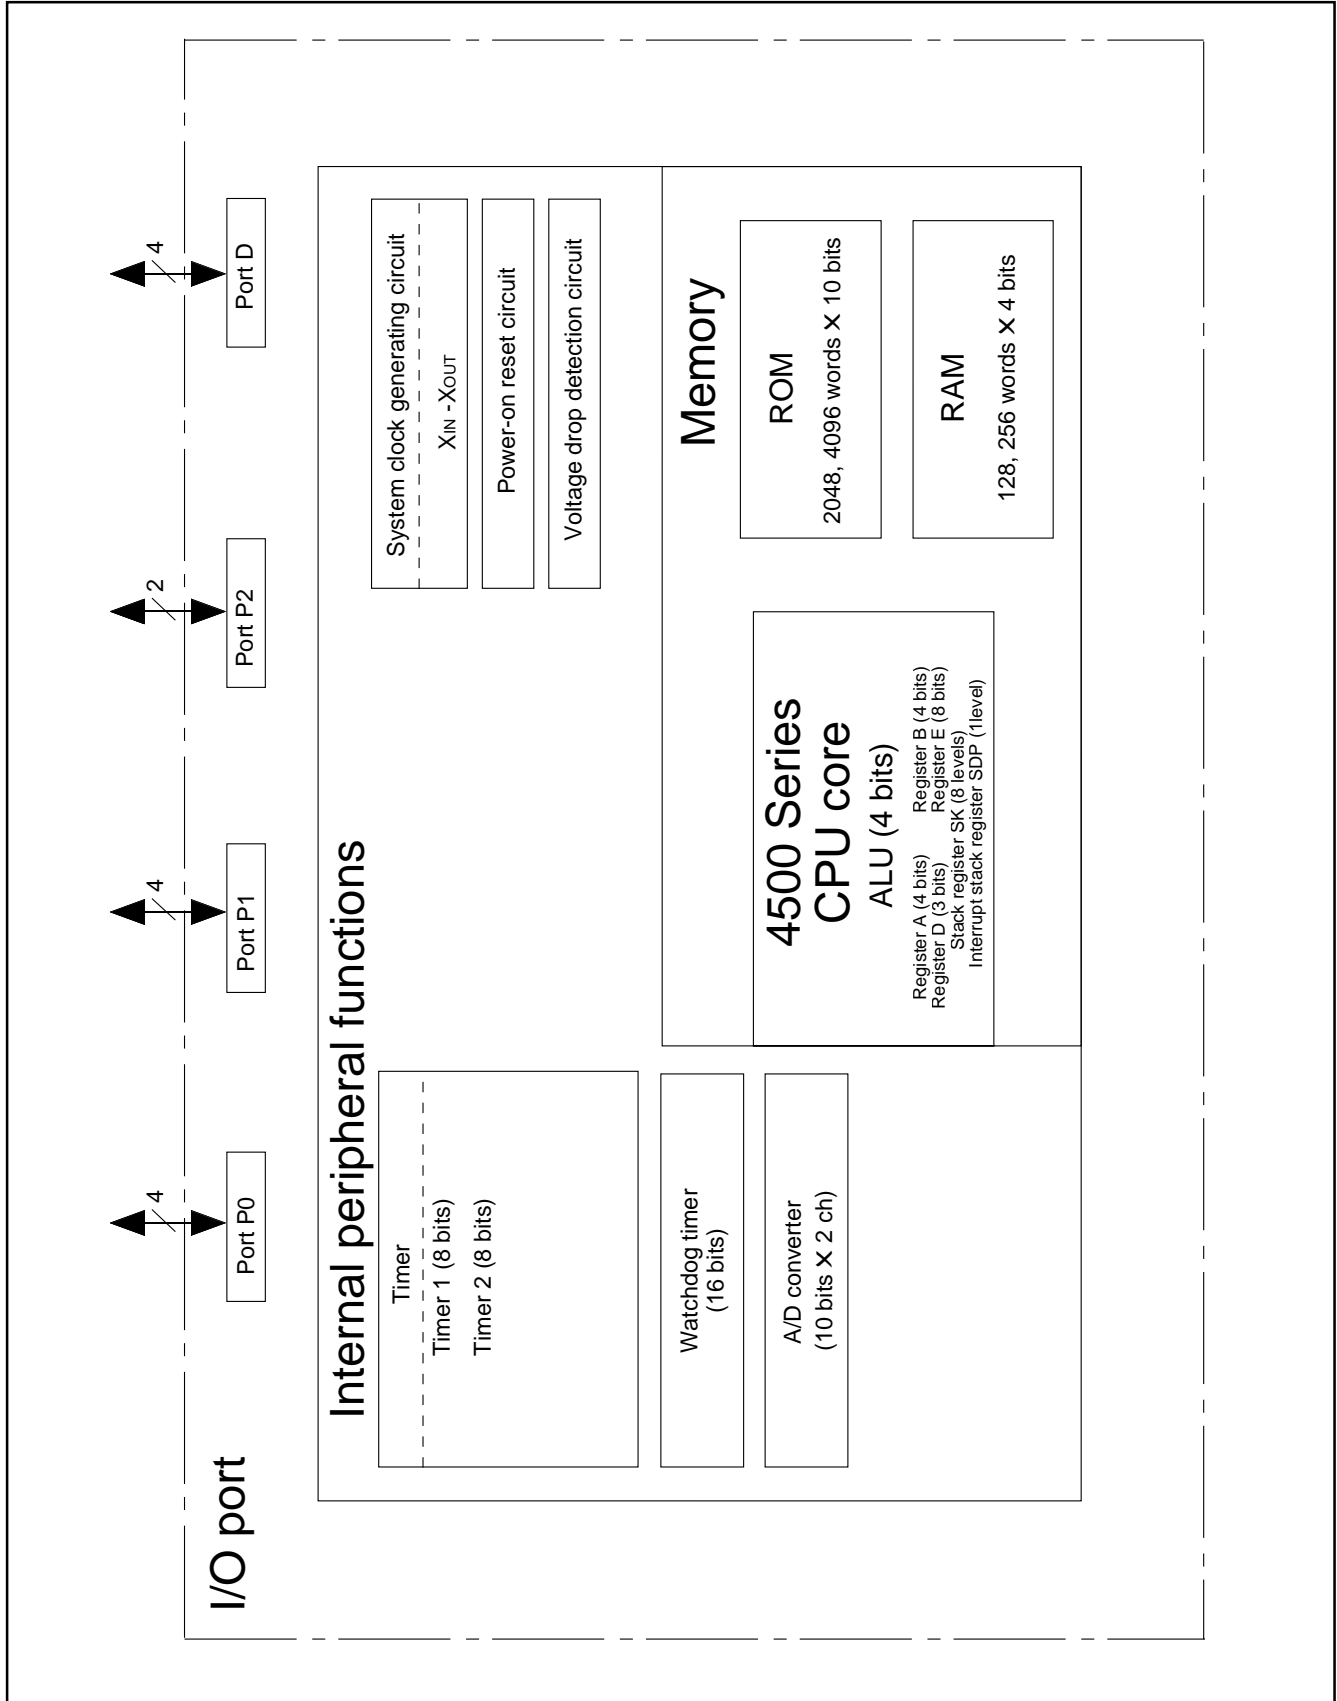 4
4
2
4
Port P0
Port P1
Port P2
Port D
I/O port
Internal peripheral functions
Timer
Timer 1 (8 bits)
Timer 2 (8 bits)
Watchdog timer
(16 bits)
A/D converter
(10 bits X 2 ch)
System clock generating circuit
XIN -XOUT
Power-on reset circuit
Voltage drop detection circuit
4500 Series
CPU core
ALU (4 bits)
Register A (4 bits) Register B (4 bits)
Register D (3 bits) Register E (8 bits)
Stack register SK (8 levels)
Interrupt stack register SDP (1level)
Memory
ROM
2048, 4096 words X 10 bits
RAM
128, 256 words X 4 bits